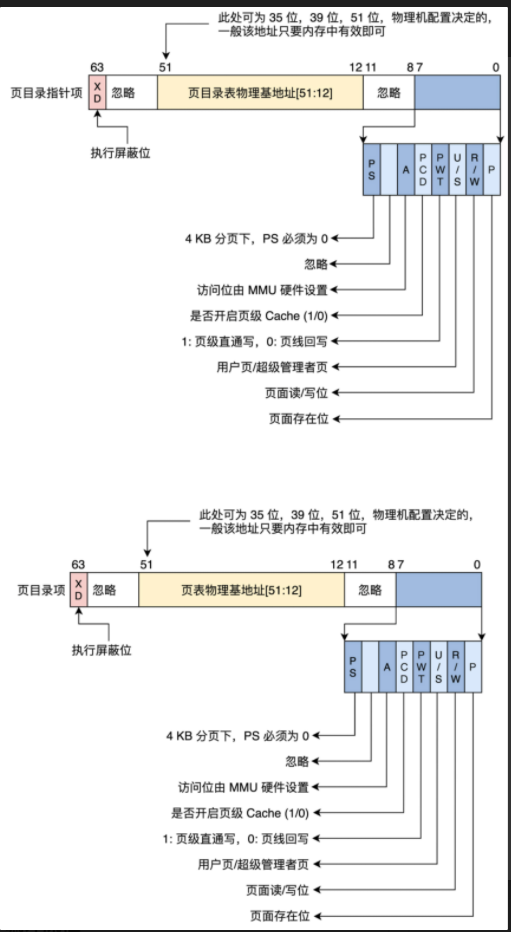 此处可为 35 位，39 位，51 位，物理机配置决定的，
一般该地址只要内存中有效即可
63 51 12 11 8 7 0
页目录指针项 XD 忽略 页目录表物理基地址[51:12] 忽略
执行屏蔽位
PS A PCD PWT U/S R/W P
4 KB 分页下，PS 必须为 0
忽略
访问位由 MMU 硬件设置
是否开启页级 Cache (1/0)
1: 页级直通写，0: 页线回写
用户页/超级管理者页
页面读/写位
页面存在位
此处可为 35 位，39 位，51 位，物理机配置决定的，
一般该地址只要内存中有效即可
63 51 12 11 8 7 0
页目录项 XD 忽略 页表物理基地址[51:12] 忽略
执行屏蔽位
PS A PCD PWT U/S R/W P
4 KB 分页下，PS 必须为 0
忽略
访问位由 MMU 硬件设置
是否开启页级 Cache (1/0)
1: 页级直通写，0: 页线回写
用户页/超级管理者页
页面读/写位
页面存在位